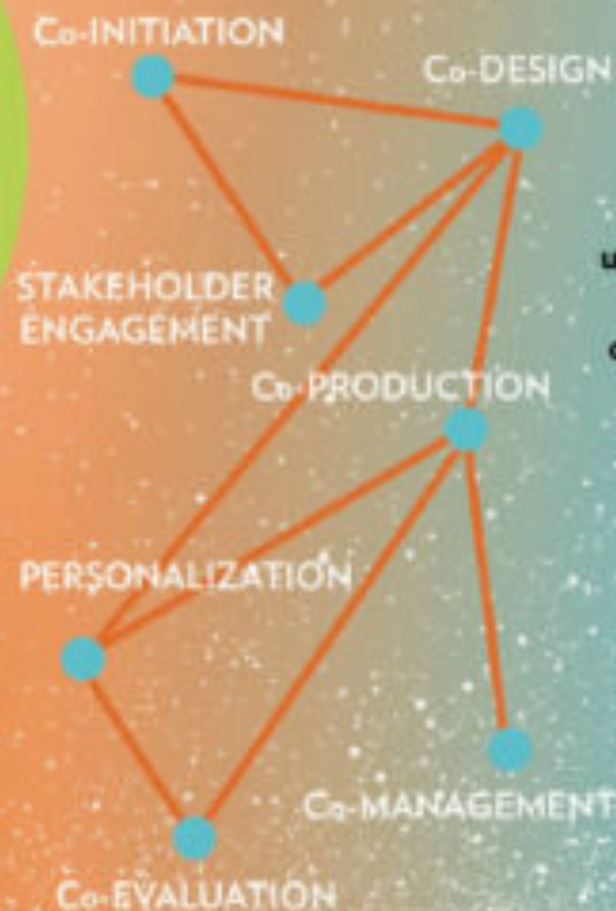 Co-INITIATION
Co-DESIGN
STAKEHOLDER
ENGAGEMENT
Co-PRODUCTION
PERSONALIZATION
Co-MANAGEMENT
Co-EVALUATION